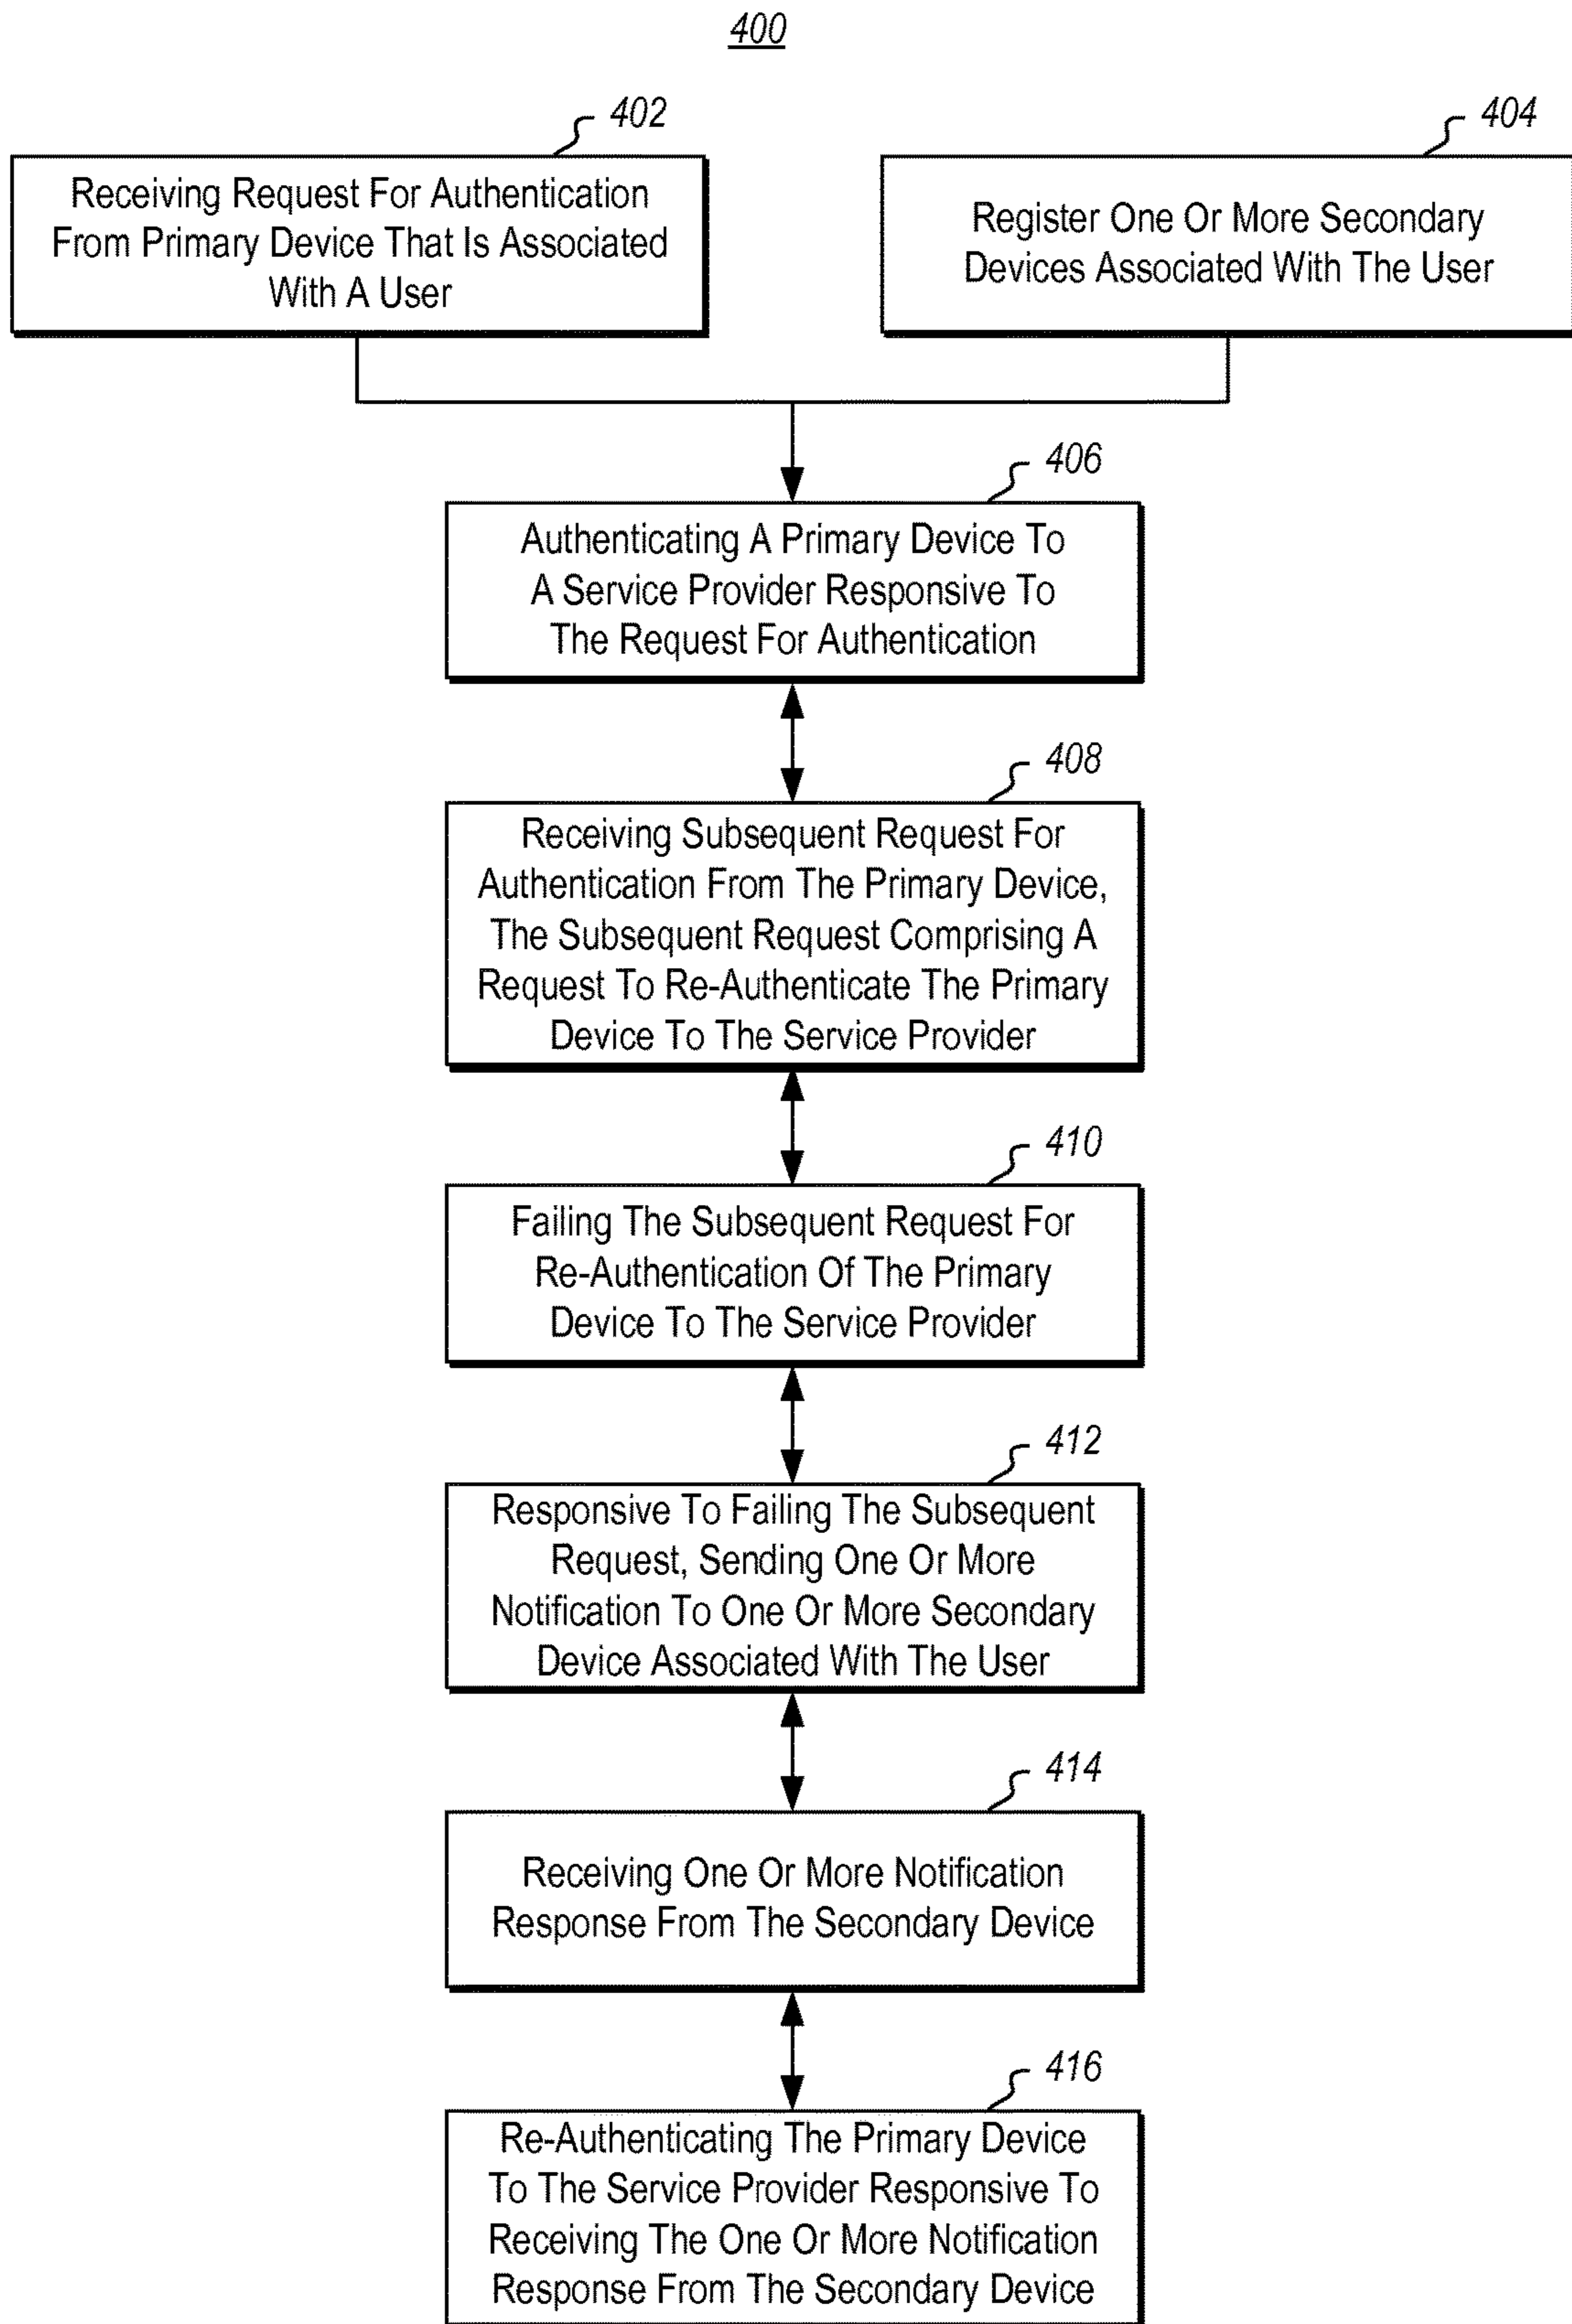 400
402
Receiving Request For Authentication
From Primary Device That Is Associated
With A User
404
Register One Or More Secondary
Devices Associated With The User
406
Authenticating A Primary Device To
A Service Provider Responsive To
The Request For Authentication
408
Receiving Subsequent Request For
Authentication From The Primary Device,
The Subsequent Request Comprising A
Request To Re-Authenticate The Primary
Device To The Service Provider
410
Failing The Subsequent Request For
Re-Authentication Of The Primary
Device To The Service Provider
412
Responsive To Failing The Subsequent
Request, Sending One Or More
Notification To One Or More Secondary
Device Associated With The User
414
Receiving One Or More Notification
Response From The Secondary Device
416
Re-Authenticating The Primary Device
To The Service Provider Responsive To
Receiving The One Or More Notification
Response From The Secondary Device